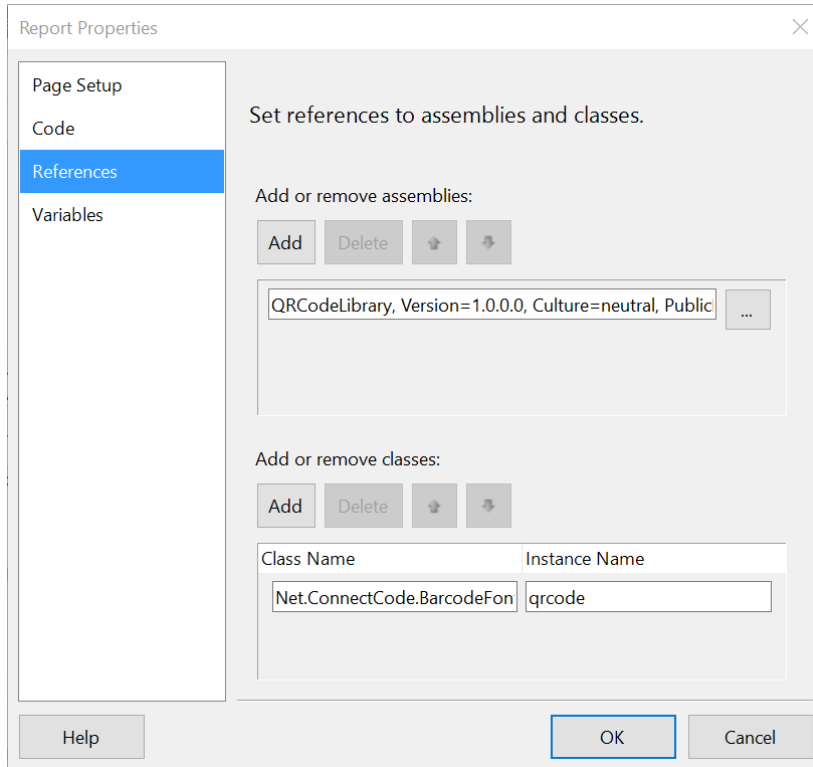 Report Properties
Page Setup
Code
References
Variables
Set references to assemblies and classes.
Add or remove assemblies:
Add Delete
QRCodeLibrary, Version=1.0.0.0, Culture=neutral, Public
...
Add or remove classes:
Add Delete
Class Name Instance Name
Net.ConnectCode.BarcodeFon qrcode
Help OK Cancel